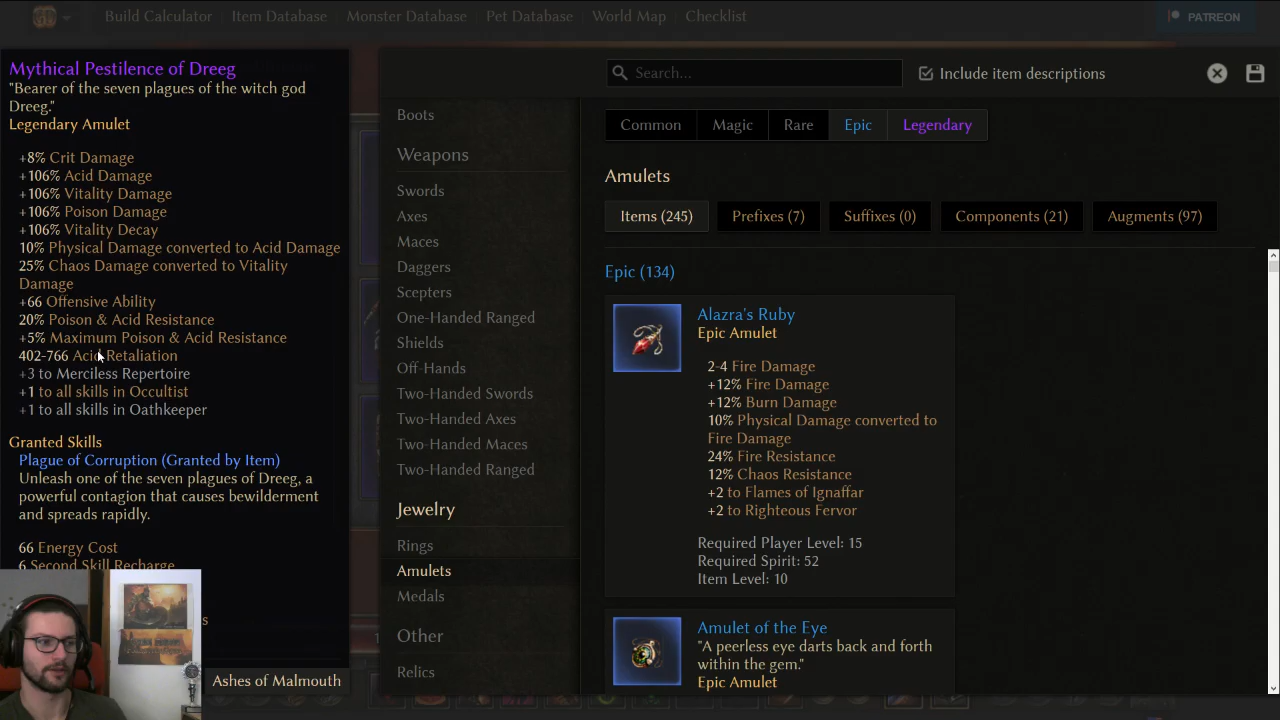 Build Calculator
Item Database
Monster Database
Pet Database
World Map
Checklist
PATREON
Mythical Pestilence of Dreeg
"Bearer of the seven plagues of the witch god
Dreeg."
Legendary Amulet
+8% Crit Damage
+106% Acid Damage
+106% Vitality Damage
+106% Poison Damage
+106% Vitality Decay
10% Physical Damage converted to Acid Damage
25% Chaos Damage converted to Vitality
Damage
+66 Offensive Ability
20% Poison & Acid Resistance
+5% Maximum Poison & Acid Resistance
402-766 Acid Retaliation
+3 to Merciless Repertoire
+1 to all skills in Occultist
+1 to all skills in Oathkeeper
Granted Skills
Plague of Corruption (Granted by Item)
Unleash one of the seven plagues of Dreeg, a
powerful contagion that causes bewilderment
and spreads rapidly.
66 Energy Cost
6 Second Skill Recharge
Ashes of Malmouth
Boots
Weapons
Swords
Axes
Maces
Daggers
Scepters
One-Handed Ranged
Shields
Off-Hands
Two-Handed Swords
Two-Handed Axes
Two-Handed Maces
Two-Handed Ranged
Jewelry
Rings
Amulets
Medals
Other
Relics
Search...
Include item descriptions
Common
Magic
Rare
Epic
Legendary
Amulets
Items (245)
Prefixes (7)
Suffixes (0)
Components (21)
Augments (97)
Epic (134)
Alazra's Ruby
Epic Amulet
2-4 Fire Damage
+12% Fire Damage
+12% Burn Damage
10% Physical Damage converted to
Fire Damage
24% Fire Resistance
12% Chaos Resistance
+2 to Flames of Ignaffar
+2 to Righteous Fervor
Required Player Level: 15
Required Spirit: 52
Item Level: 10
Amulet of the Eye
"A peerless eye darts back and forth
within the gem."
Epic Amulet